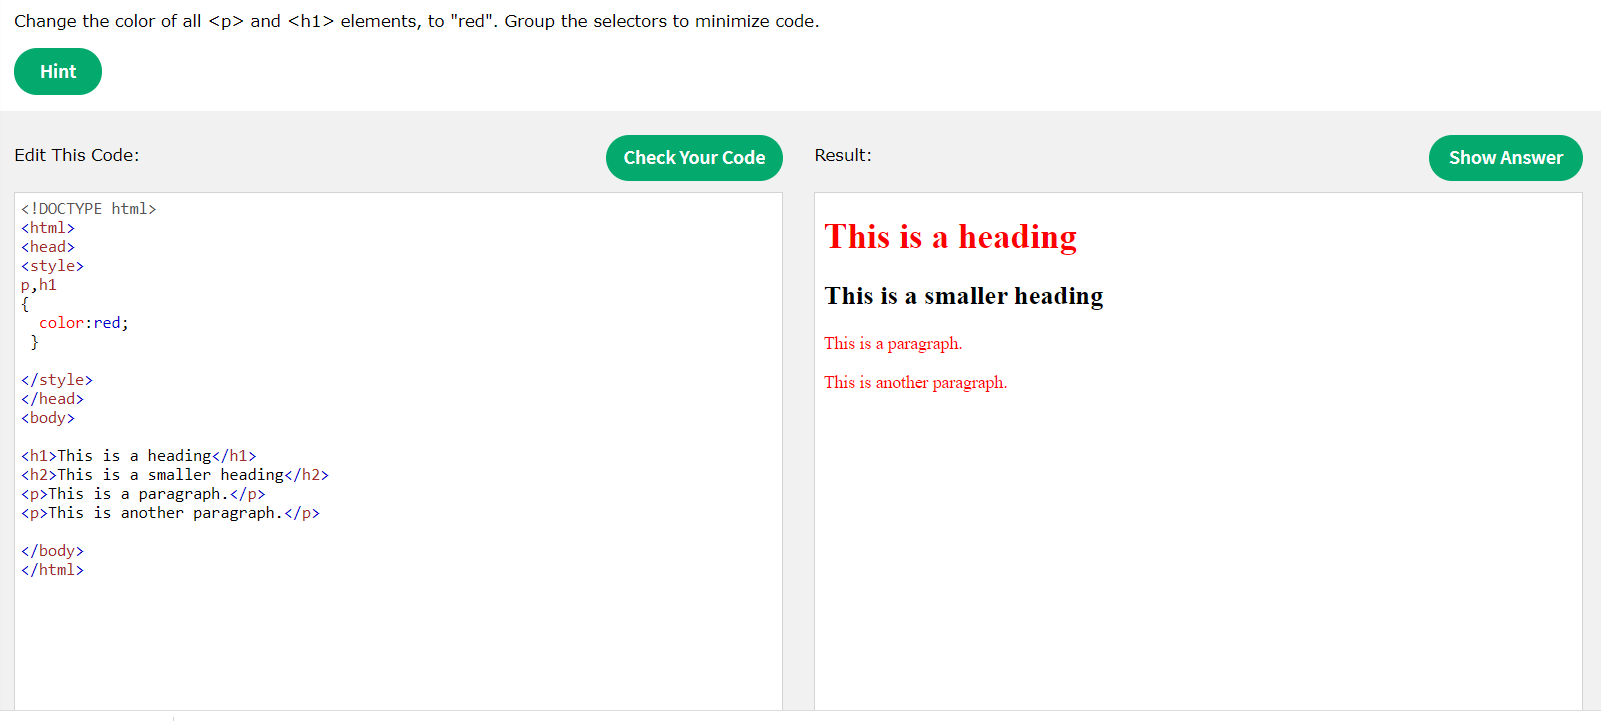 Change the color of all <p> and <h1> elements, to "red". Group the selectors to minimize code.
Hint
Edit This Code:
Check Your Code
<!DOCTYPE html>
<html>
<head>
<style>
p,h1
{
  color:red;
 }
</style>
</head>
<body>
<h1>This is a heading</h1>
<h2>This is a smaller heading</h2>
<p>This is a paragraph.</p>
<p>This is another paragraph.</p>
</body>
</html>
Result:
Show Answer
This is a heading
This is a smaller heading
This is a paragraph.
This is another paragraph.